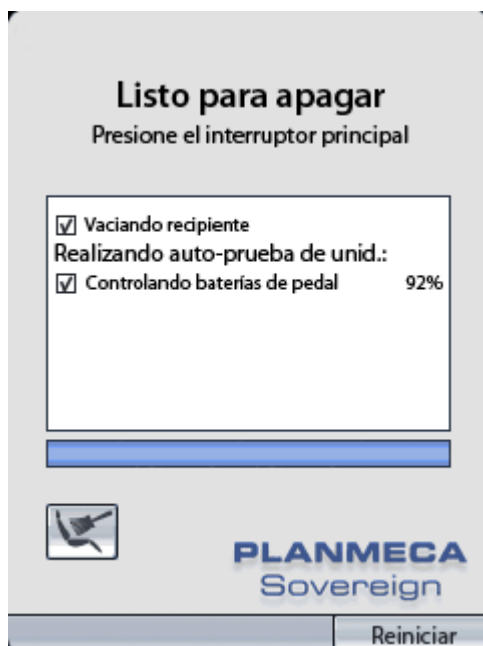 Listo para apagar
Presione el interruptor principal
Vaciando recipiente
Realizando auto-prueba de unid.:
Controlando baterías de pedal 92%
PLANMECA
Sovereign
Reiniciar